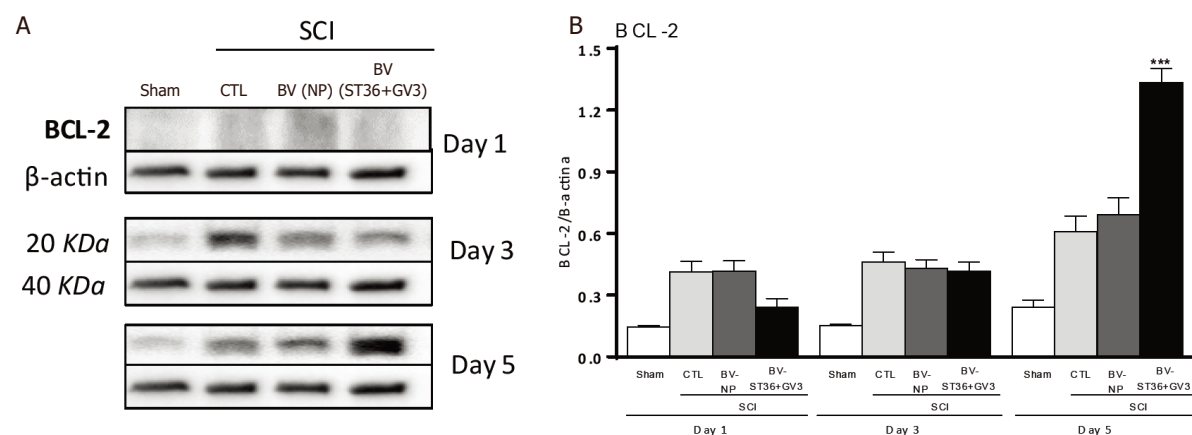 A
SCI
Sham CTL BV (NP) BV (ST36+GV3)
BCL-2
Day 1
β-actin
20 KDa
Day 3
40 KDa
Day 5
B
BCL-2
BCL-2/B-actina
1.5
1.2
0.9
0.6
0.3
0.0
***
Sham CTL BV-NP BV-ST36+GV3
SCI
Day 1
Sham CTL BV-NP BV-ST36+GV3
SCI
Day 3
Sham CTL BV-NP BV-ST36+GV3
SCI
Day 5